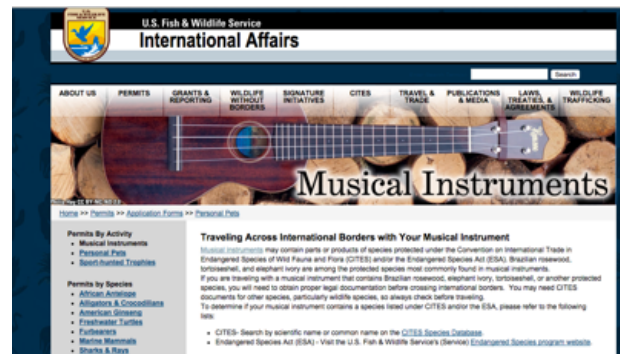 U.S. Fish & Wildlife Service
International Affairs
Search
ABOUT US
PERMITS
GRANTS &
REPORTING
WILDLIFE
WITHOUT
BORDERS
SIGNATURE
INITIATIVES
CITES
TRAVEL &
TRADE
PUBLICATIONS
& MEDIA
LAWS,
TREATIES, &
AGREEMENTS
WILDLIFE
TRAFFICKING
Musical Instruments
Home >> Permits >> Application Forms >> Personal Pets
Permits By Activity
Musical Instruments
Personal Pets
Sport-hunted Trophies
Permits by Species
African Antelope
Alligators & Crocodilians
American Ginseng
Freshwater Turtles
Furbearers
Marine Mammals
Sharks & Rays
Traveling Across International Borders with Your Musical Instrument
Musical instruments may contain parts or products of species protected under the Convention on International Trade in
Endangered Species of Wild Fauna and Flora (CITES) and/or the Endangered Species Act (ESA). Brazilian rosewood,
tortoiseshell, and elephant ivory are among the protected species most commonly found in musical instruments.
If you are traveling with a musical instrument that contains Brazilian rosewood, elephant ivory, tortoiseshell, or another protected
species, you will need to obtain proper legal documentation before crossing international borders. You may need CITES
documents for other species, particularly wildlife species, so always check before traveling.
To determine if your musical instrument contains a species listed under CITES and/or the ESA, please refer to the following
lists:
CITES- Search by scientific name or common name on the CITES Species Database.
Endangered Species Act (ESA) - Visit the U.S. Fish & Wildlife Service's (Service) Endangered Species program website.